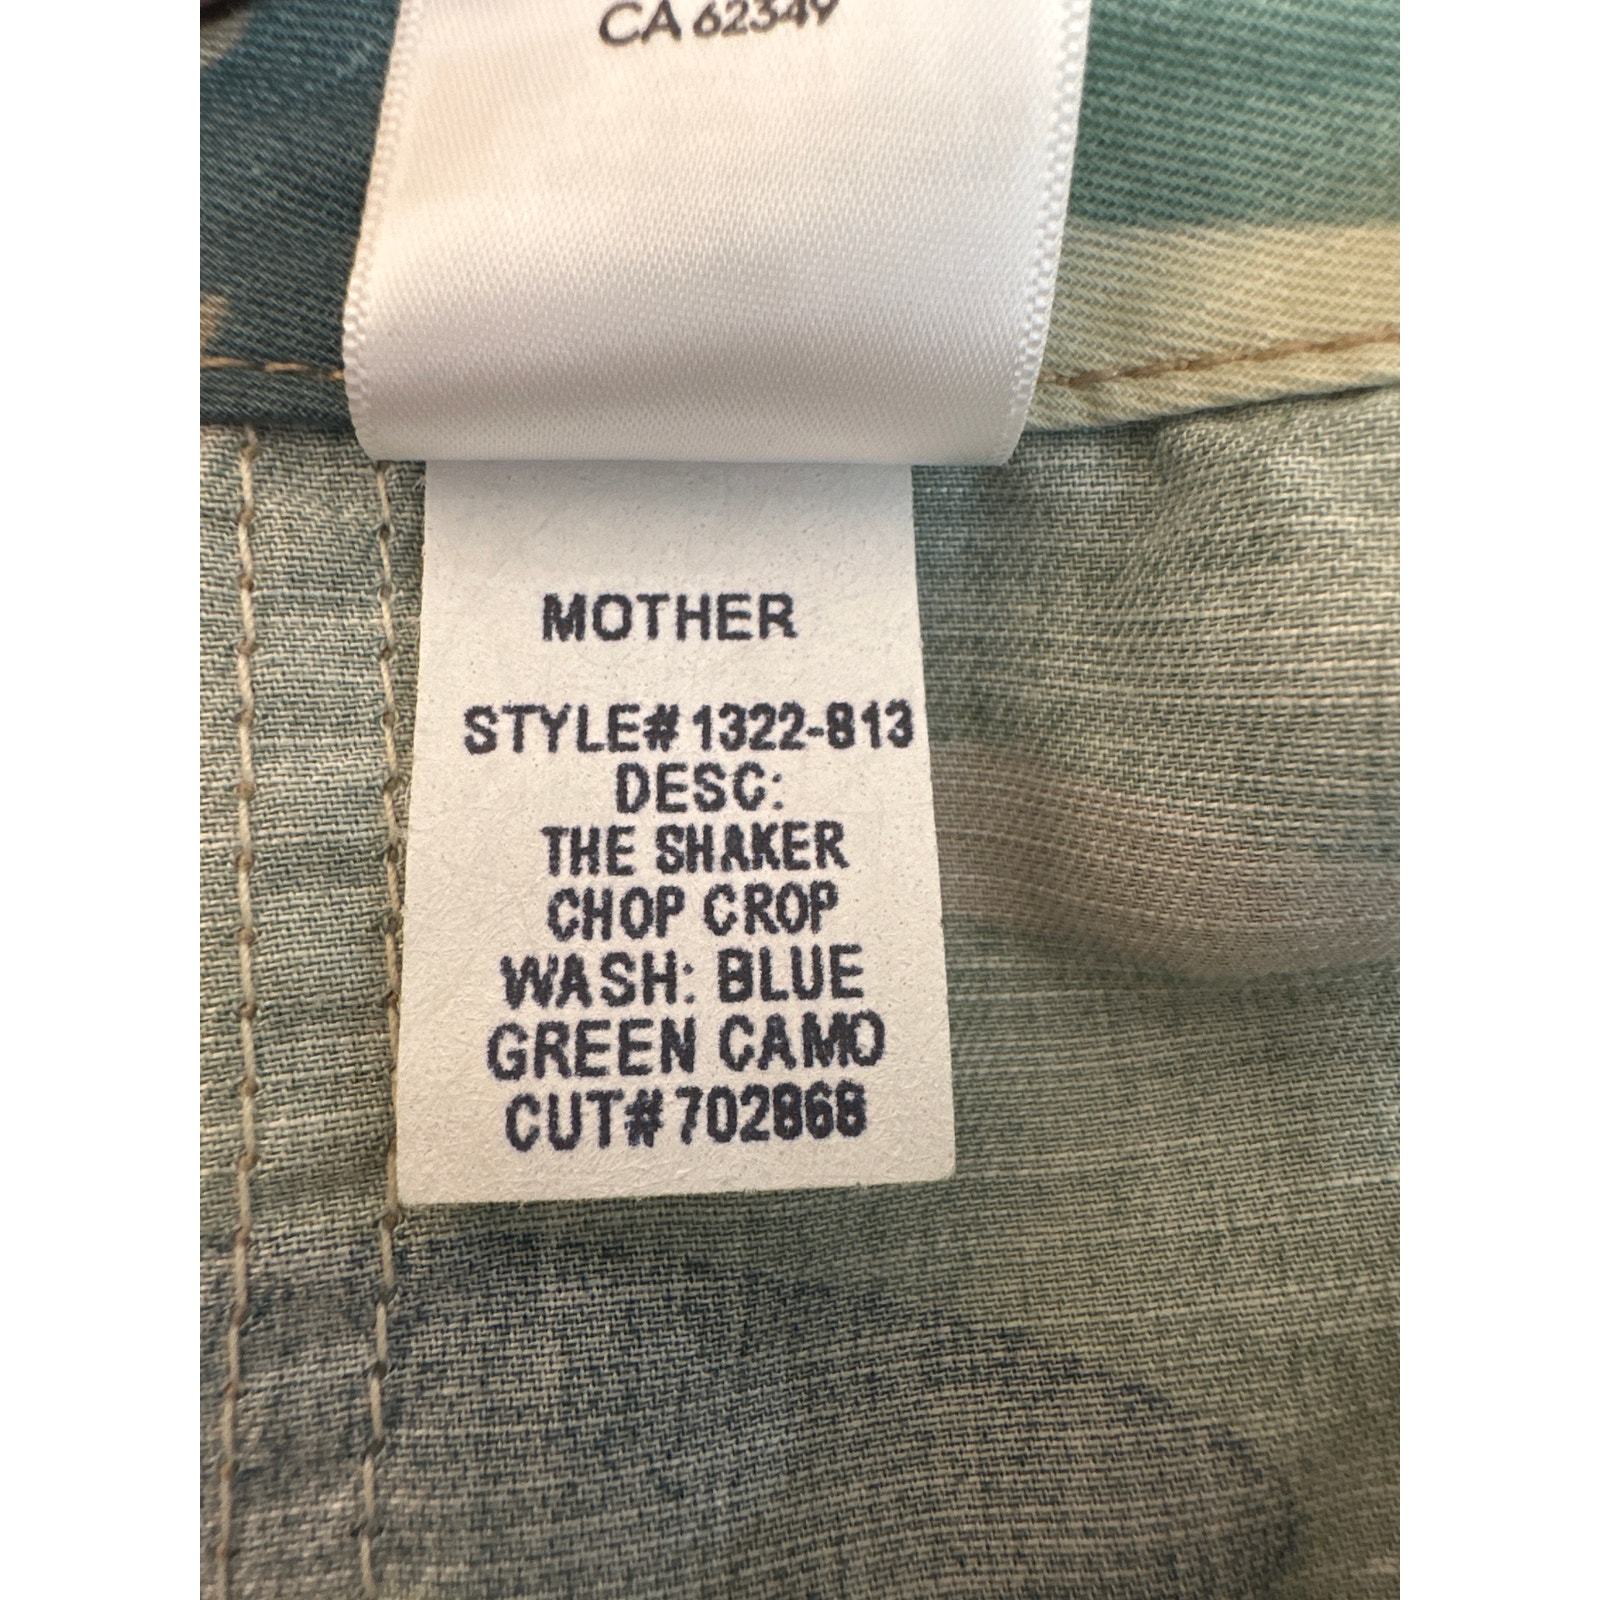 CA 62349
MOTHER
STYLE# 1322-813
DESC:
THE SHAKER
CHOP CROP
WASH: BLUE
GREEN CAMO
CUT# 702868